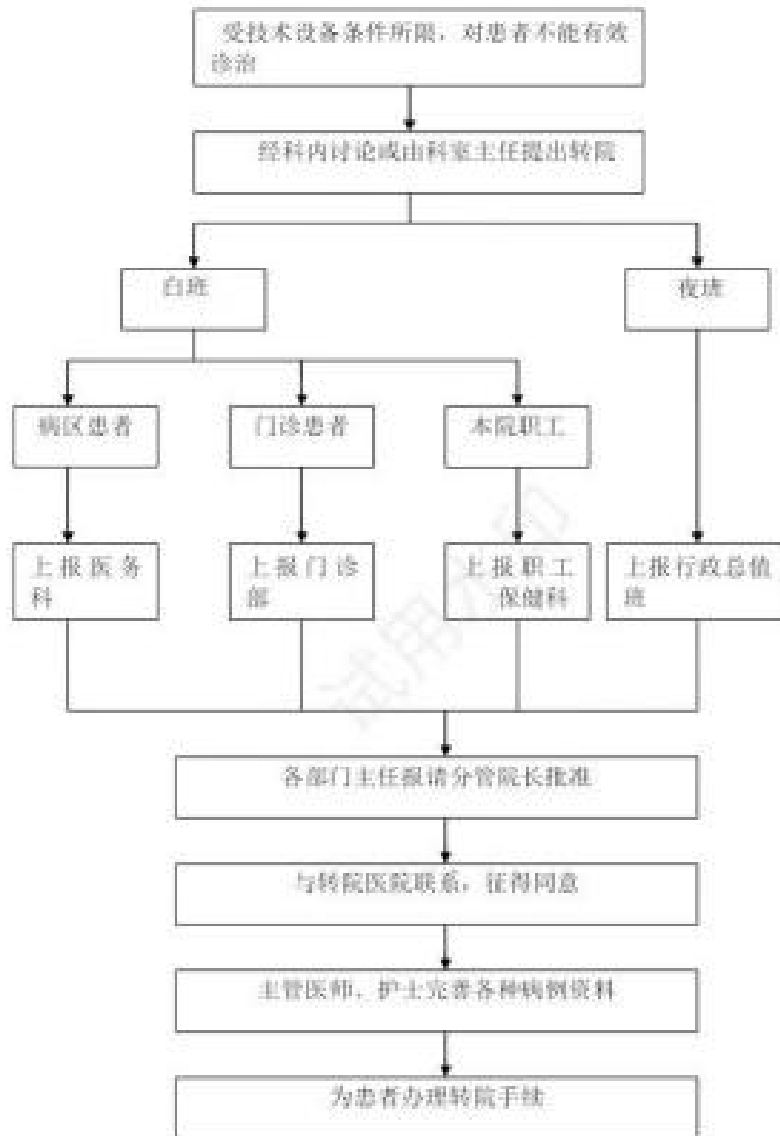 受技术设备条件所限，对患者不能有效
诊治
经科内讨论或由科室主任提出转院
白班
夜班
病区患者
门诊患者
本院职工
上报医务
科
上报门诊
部
上报职工
保健科
上报行政总值
班
试用水印
各部门主任报请分管院长批准
与转院医院联系，征得同意
主管医师、护士完善各种病例资料
为患者办理转院手续